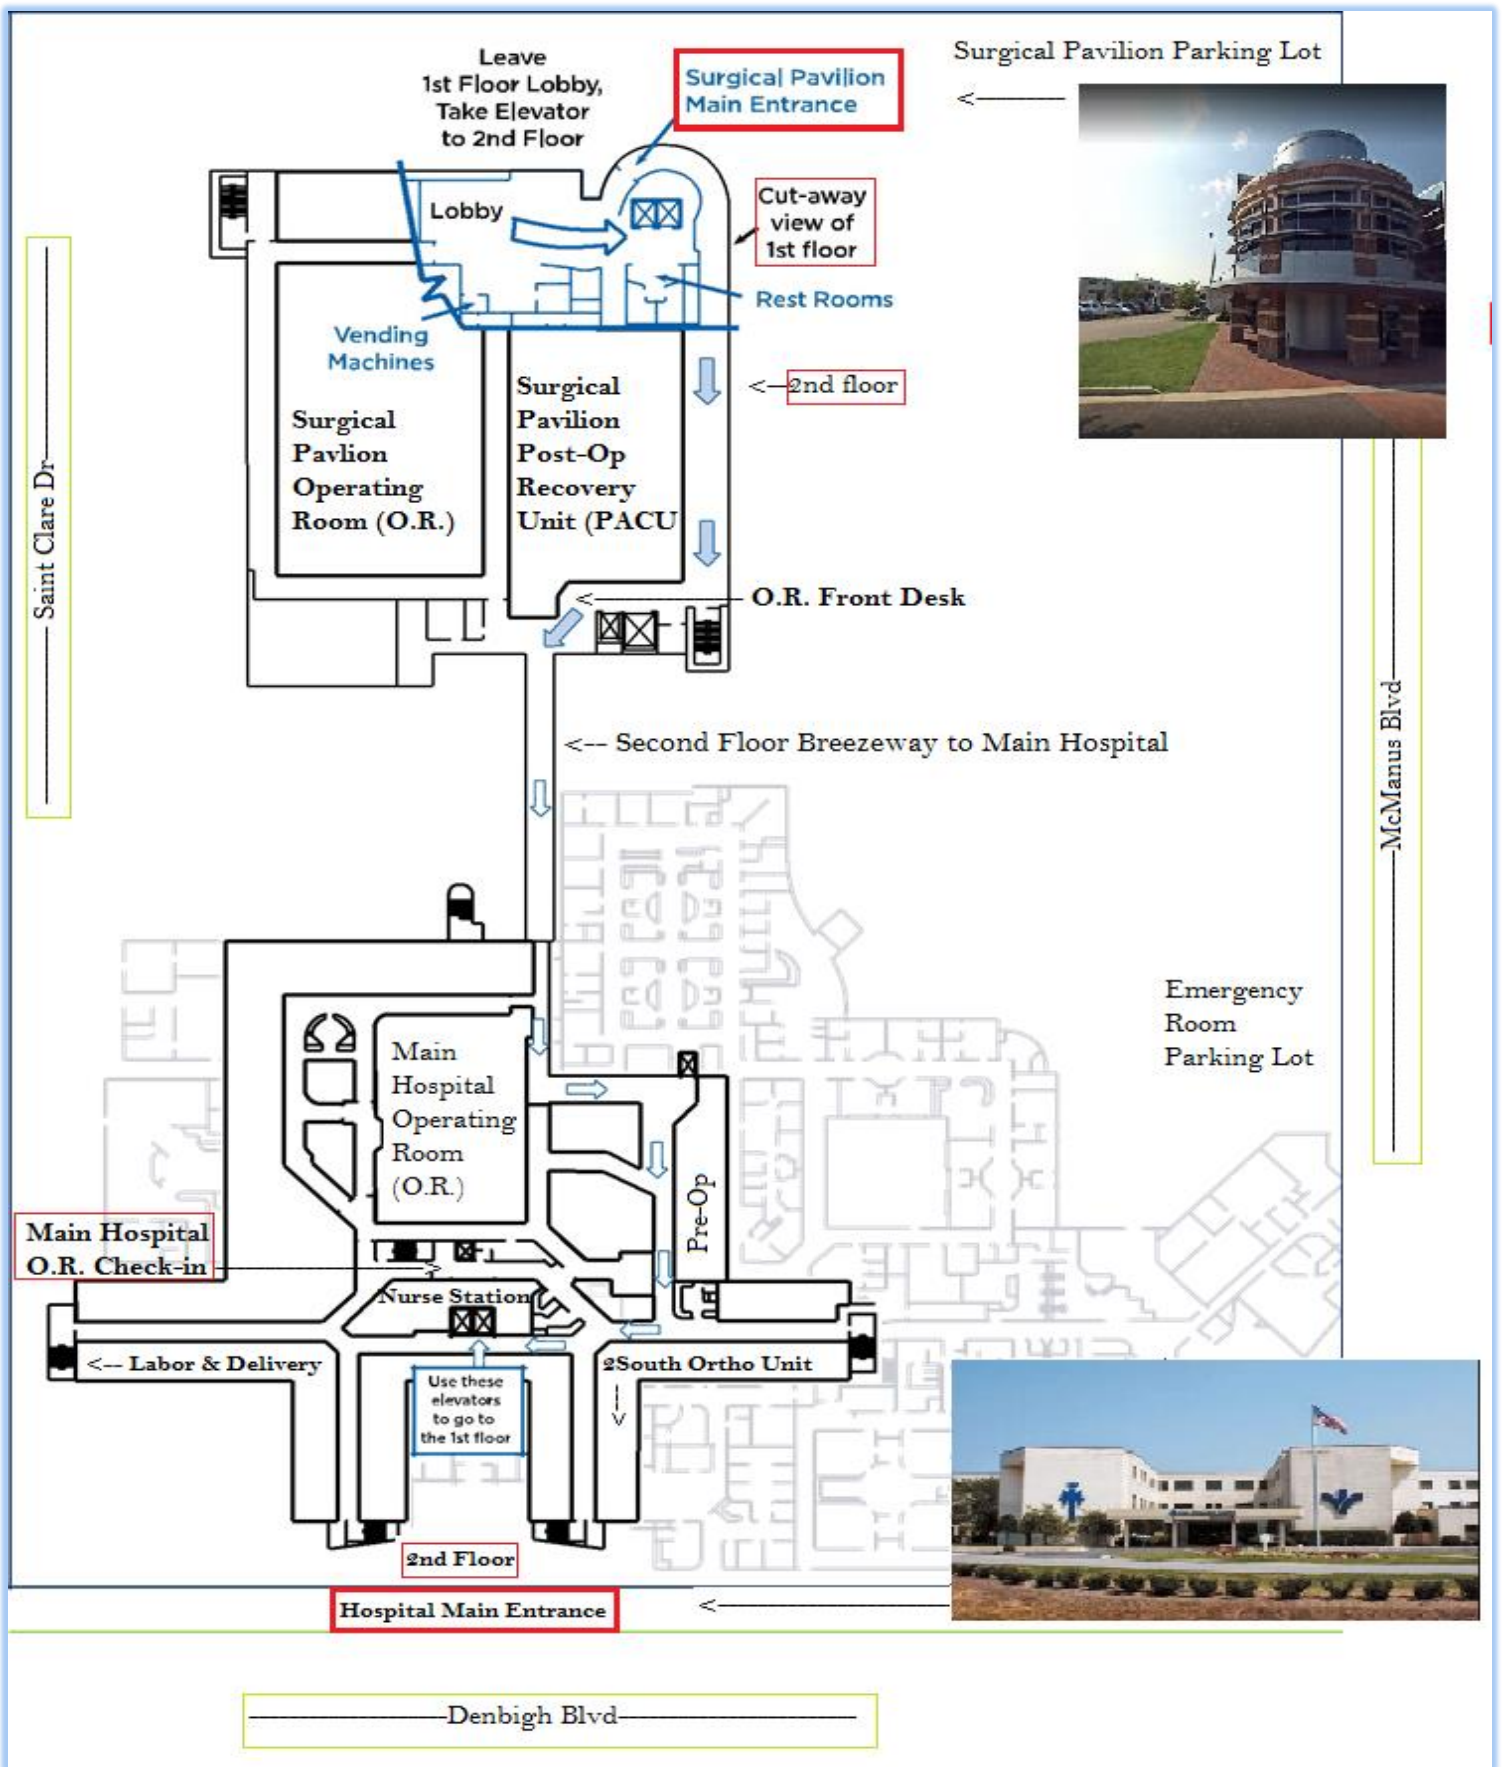 Leave
1st Floor Lobby,
Take Elevator
to 2nd Floor
Surgical Pavilion
Main Entrance
Surgical Pavilion Parking Lot
<----------
Lobby
Cut-away
view of
1st floor
Rest Rooms
Vending
Machines
<--2nd floor
Surgical
Pavlion
Operating
Room (O.R.)
Surgical
Pavilion
Post-Op
Recovery
Unit (PACU
Saint Clare Dr
<---------- O.R. Front Desk
McManus Blvd
<-- Second Floor Breezeway to Main Hospital
Emergency
Room
Parking Lot
Main
Hospital
Operating
Room
(O.R.)
Pre-Op
Main Hospital
O.R. Check-in
Nurse Station
<-- Labor & Delivery
2South Ortho Unit
Use these
elevators
to go to
the 1st floor
2nd Floor
Hospital Main Entrance
Denbigh Blvd